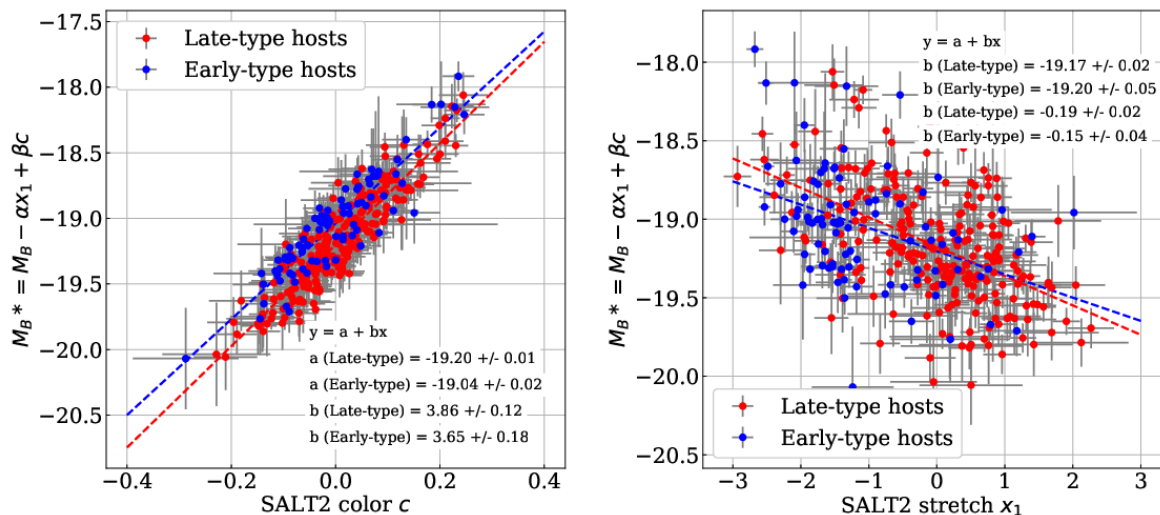 −17.5
−18.0
−18.5
−19.0
−19.5
−20.0
−20.5
M_B* = M_B − αx₁ + βc
Late-type hosts
Early-type hosts
y = a + bx
a (Late-type) = -19.20 +/- 0.01
a (Early-type) = -19.04 +/- 0.02
b (Late-type) = 3.86 +/- 0.12
b (Early-type) = 3.65 +/- 0.18
−0.4 −0.2 0.0 0.2 0.4
SALT2 color c
−18.0
−18.5
−19.0
−19.5
−20.0
−20.5
M_B* = M_B − αx₁ + βc
y = a + bx
b (Late-type) = -19.17 +/- 0.02
b (Early-type) = -19.20 +/- 0.05
b (Late-type) = -0.19 +/- 0.02
b (Early-type) = -0.15 +/- 0.04
Late-type hosts
Early-type hosts
−3 −2 −1 0 1 2 3
SALT2 stretch x₁